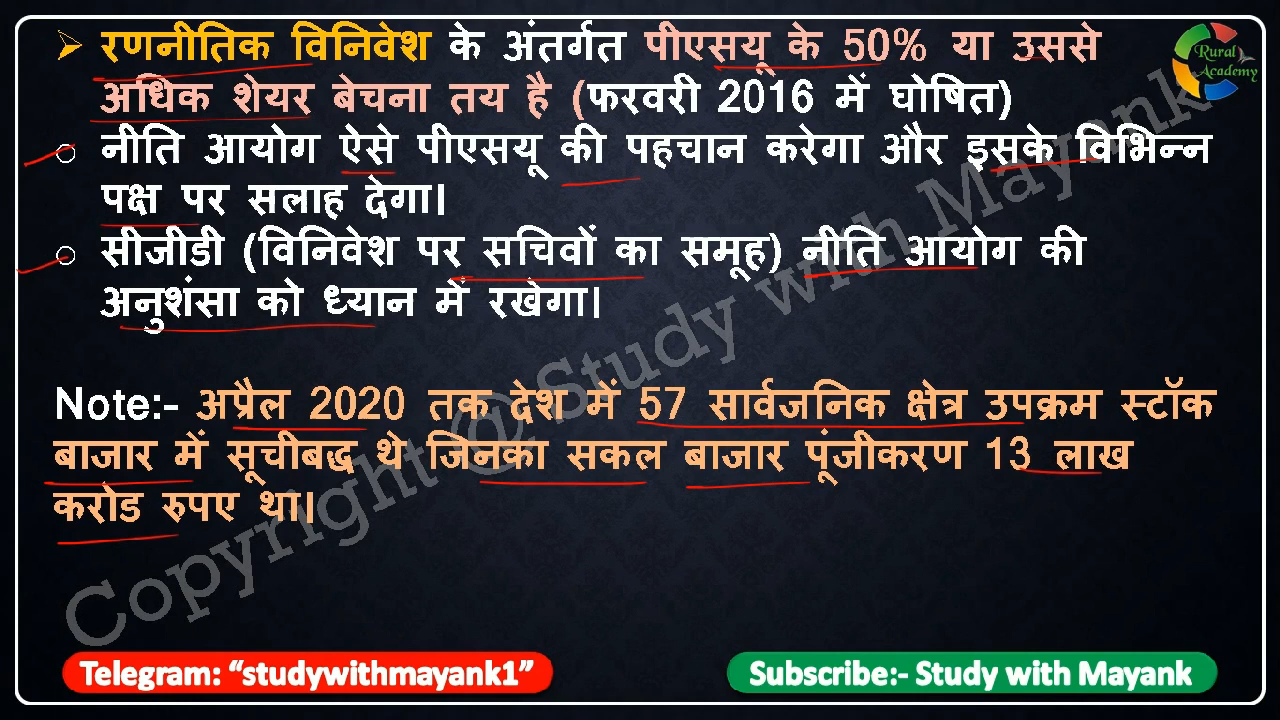 रणनीतिक विनिवेश के अंतर्गत पीएसयू के 50% या उससे
अधिक शेयर बेचना तय है (फरवरी 2016 में घोषित)
नीति आयोग ऐसे पीएसयू की पहचान करेगा और इसके विभिन्न
पक्ष पर सलाह देगा।
सीजीडी (विनिवेश पर सचिवों का समूह) नीति आयोग की
अनुशंसा को ध्यान में रखेगा।
Note:- अप्रैल 2020 तक देश में 57 सार्वजनिक क्षेत्र उपक्रम स्टॉक
बाजार में सूचीबद्ध थे जिनका सकल बाजार पूंजीकरण 13 लाख
करोड रुपए था।
Rural
Academy
Copyright @ Study with Mayank
Telegram: “studywithmayank1”
Subscribe:- Study with Mayank